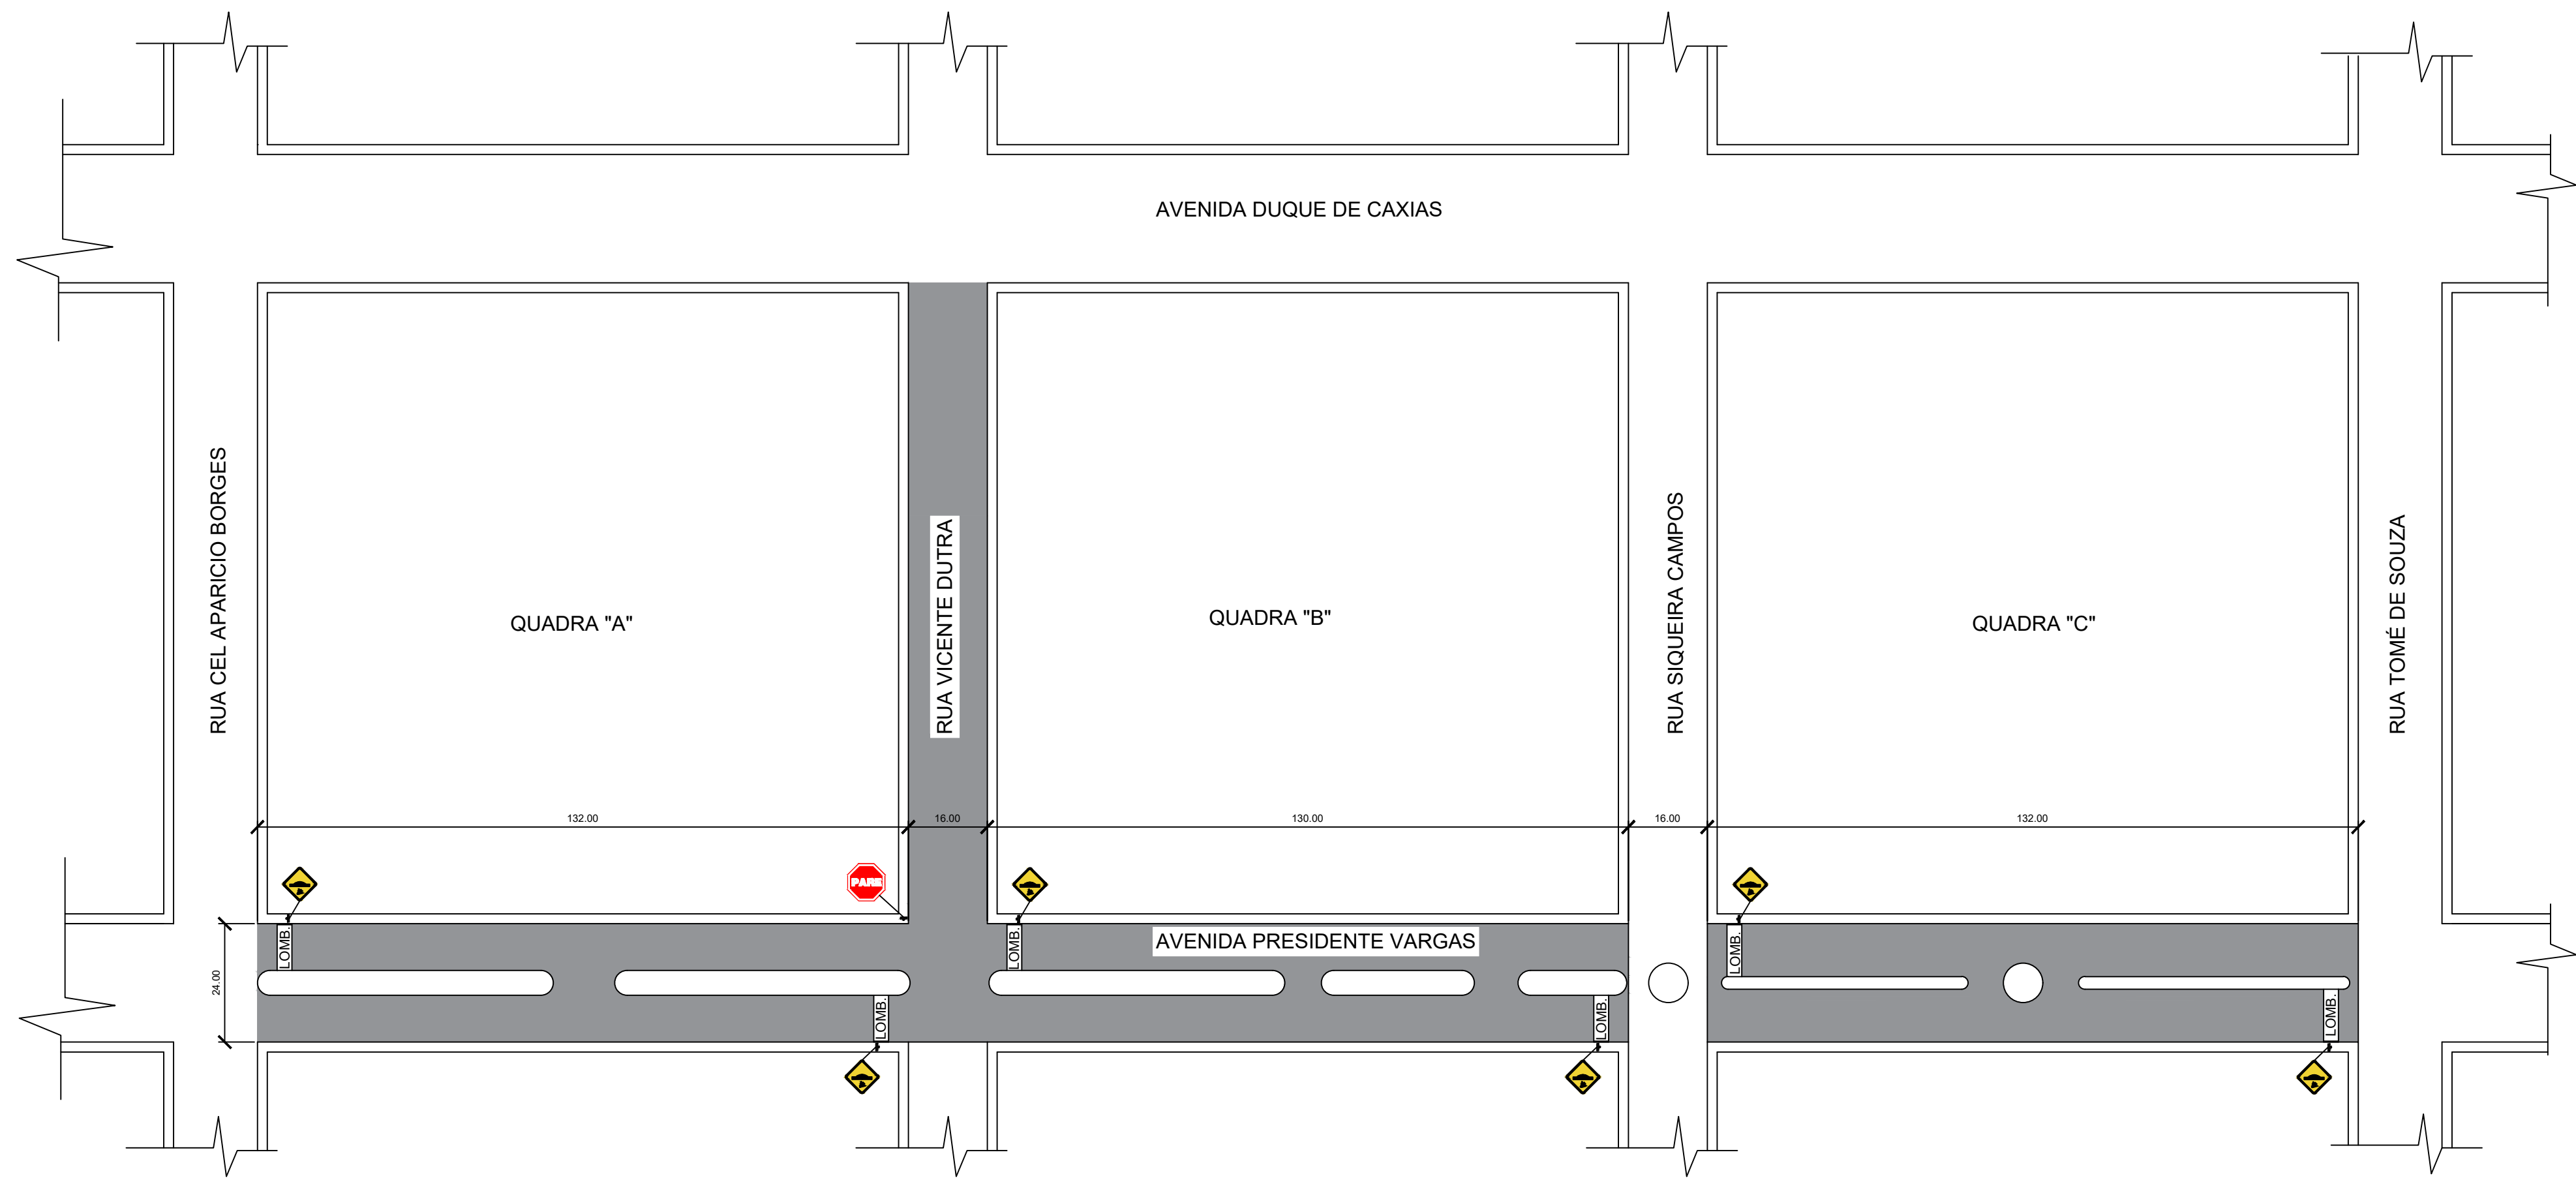 AVENIDA DUQUE DE CAXIAS
RUA CEL APARICIO BORGES
QUADRA "A"
RUA VICENTE DUTRA
QUADRA "B"
RUA SIQUEIRA CAMPOS
QUADRA "C"
RUA TOMÉ DE SOUZA
132.00
16.00
130.00
16.00
132.00
PARE
LOMB.
LOMB.
AVENIDA PRESIDENTE VARGAS
LOMB.
24.00
LOMB.
LOMB.
LOMB.